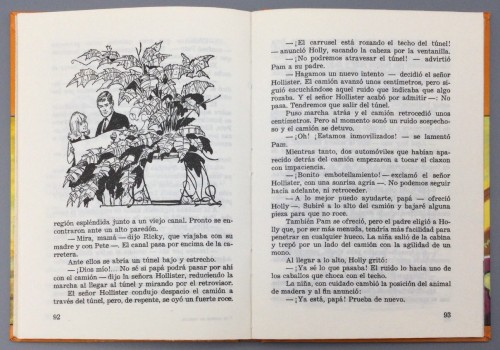 región espléndida junto a un viejo canal. Pronto se en-
contraron ante un alto paredón.
— Mira, mamá — dijo Ricky, que viajaba con su
madre y con Pete —. El canal pasa por encima de la ca-
rretera.
Ante ellos se abría un túnel bajo y estrecho.
— ¡Dios mío!... No sé si papá podrá pasar por ahí
con el camión — dijo la señora Hollister, reduciendo la
marcha al llegar al túnel y mirando por el retrovisor.
El señor Hollister condujo despacio el camión a
través del túnel, pero, de repente, se oyó un fuerte roce.
92
— ¡El carrusel está rozando el techo del túnel!
— anunció Holly, sacando la cabeza por la ventanilla.
— ¡No podremos atravesar el túnel! — advirtió
Pam a su padre.
— Hagamos un nuevo intento — decidió el señor
Hollister. El camión avanzó unos centímetros, pero si-
guió escuchándose aquel ruido que indicaba que algo
rozaba. Y el señor Hollister acabó por admitir —: No
pasa. Tendremos que salir del túnel.
Puso marcha atrás y el camión retrocedió unos
centímetros. Pero al momento sonó un ruido sospecho-
so y el camión se detuvo.
— ¡Oh! ¡Estamos inmovilizados! — se lamentó
Pam.
Mientras tanto, dos automóviles que habían apa-
recido detrás del camión empezaron a tocar el claxon
con impaciencia.
— ¡Bonito embotellamiento! — exclamó el señor
Hollister, con una sonrisa agria —. No podemos seguir
hacia adelante, ni retroceder.
— A lo mejor puedo ayudarte, papá — ofreció
Holly —. Subiré a lo alto del camión y bajaré alguna
pieza para que no roce.
También Pam se ofreció, pero el padre eligió a Ho-
lly que, por ser más menuda, tendría más facilidad para
penetrar en cualquier hueco. La niña salió de la cabina
y trepó por un lado del camión con la agilidad de un
mono.
Al llegar a lo alto, Holly gritó:
— ¡Ya sé lo que pasaba! El ruido lo hacía uno de
los caballos que choca con el techo.
La niña, con cuidado cambió la posición del animal
de madera y al fin anunció:
— ¡Ya está, papá! Prueba de nuevo.
93